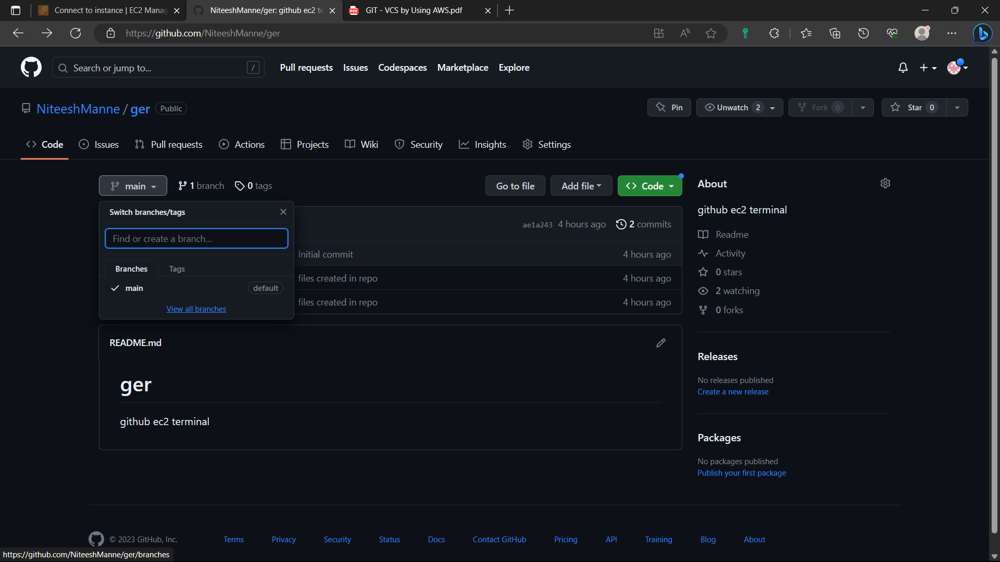 Connect to instance | EC2 Manag
NiteeshManne/ger: github ec2 te
GIT - VCS by Using AWS.pdf
https://github.com/NiteeshManne/ger
Search or jump to...
/
Pull requests
Issues
Codespaces
Marketplace
Explore
NiteeshManne / ger
Public
Pin
Unwatch 2
Fork 0
Star 0
Code
Issues
Pull requests
Actions
Projects
Wiki
Security
Insights
Settings
main
1 branch
0 tags
Go to file
Add file
Code
Switch branches/tags
Find or create a branch...
Branches
Tags
main
default
View all branches
ae1a243 4 hours ago
2 commits
Initial commit
4 hours ago
files created in repo
4 hours ago
files created in repo
4 hours ago
README.md
ger
github ec2 terminal
About
github ec2 terminal
Readme
Activity
0 stars
2 watching
0 forks
Releases
No releases published
Create a new release
Packages
No packages published
Publish your first package
© 2023 GitHub, Inc.
Terms
Privacy
Security
Status
Docs
Contact GitHub
Pricing
API
Training
Blog
About
https://github.com/NiteeshManne/ger/branches